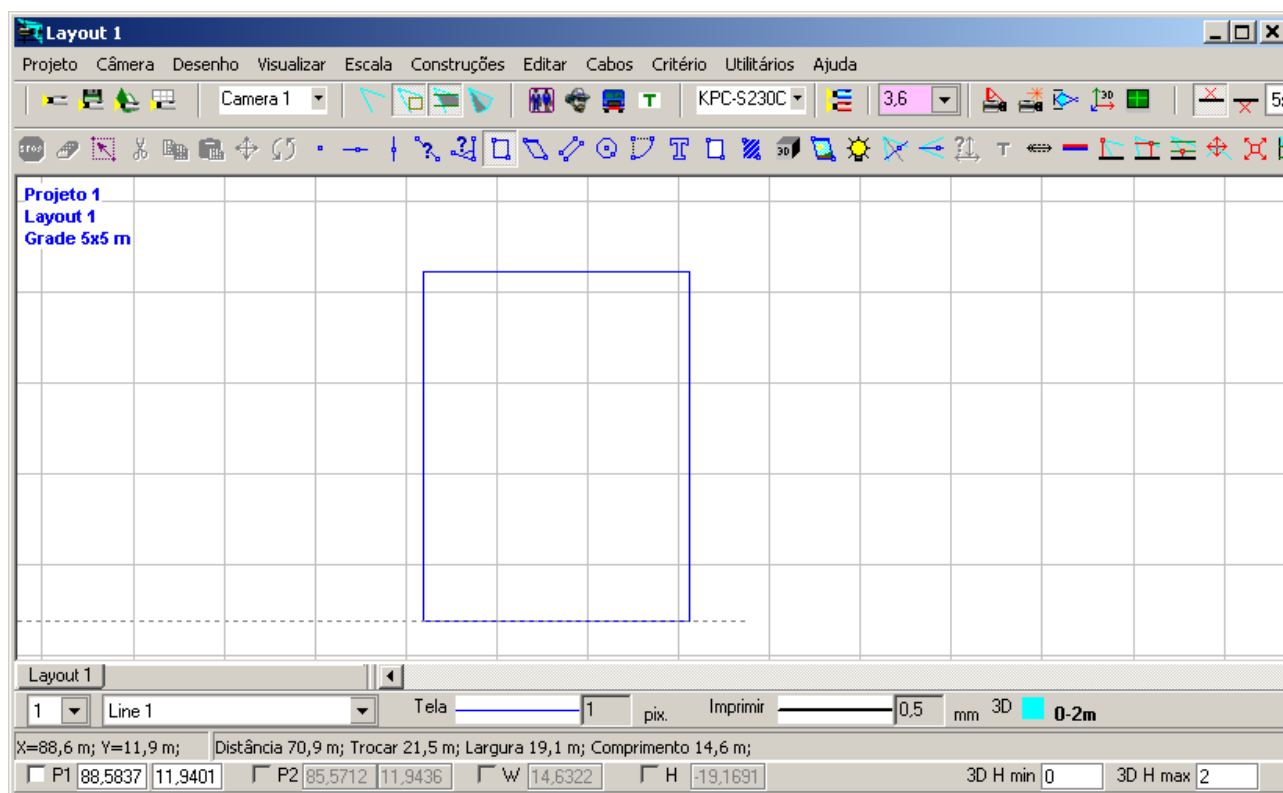 Layout 1
Projeto Câmera Desenho Visualizar Escala Construções Editar Cabos Critério Utilitários Ajuda
Camera 1 T KPC-S230C 3,6 3D
STOP ? ? T 3D ? T
Projeto 1
Layout 1
Grade 5x5 m
Layout 1
1 Line 1 Tela 1 pix. Imprimir 0,5 mm 3D 0-2m
X=88,6 m; Y=11,9 m; Distância 70,9 m; Trocar 21,5 m; Largura 19,1 m; Comprimento 14,6 m;
P1 88,5837 11,9401 P2 85,5712 11,9436 W 14,6322 H -19,1691 3D H min 0 3D H max 2